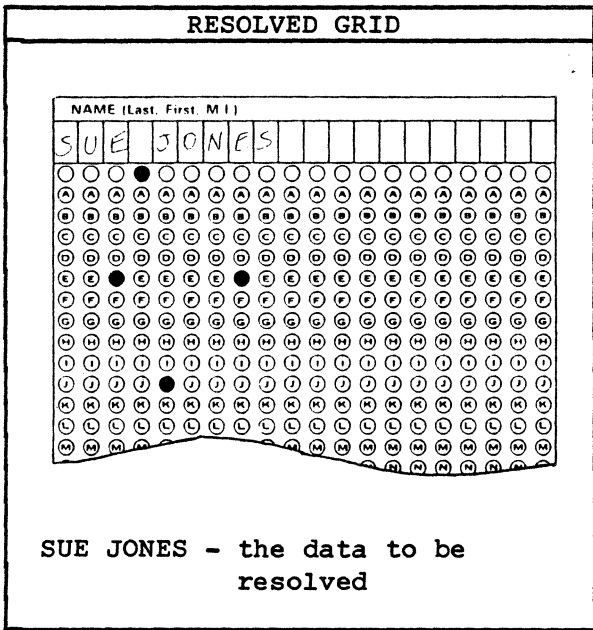 RESOLVED GRID
NAME (Last, First, M I)
SUE JONES
A A A A A A A A A A A A A A A A A A A A
B B B B B B B B B B B B B B B B B B B B
C C C C C C C C C C C C C C C C C C C C
D D D D D D D D D D D D D D D D D D D D
E E E E E E E E E E E E E E E E E E
F F F F F F F F F F F F F F F F F F F F
G G G G G G G G G G G G G G G G G G G G
H H H H H H H H H H H H H H H H H H H H
I I I I I I I I I I I I I I I I I I I I
J J J J J J J J J J J J J J J J J J J
K K K K K K K K K K K K K K K K K K K K
L L L L L L L L L L L L L L L L L L L L
M M M M M M M M M M M M M M M
N N N N N N N
SUE JONES - the data to be
resolved